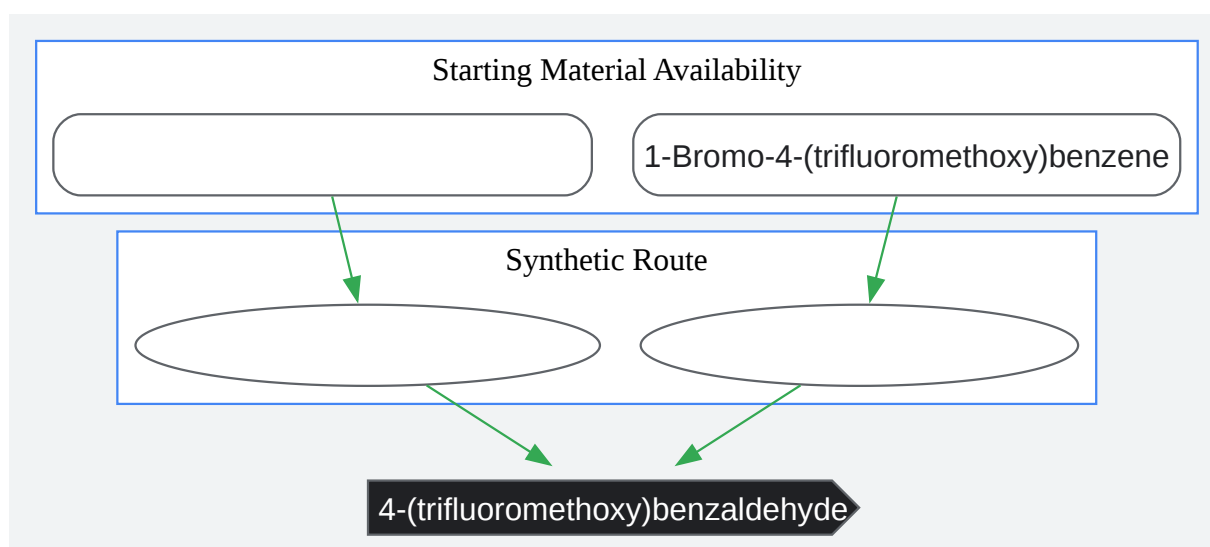 Starting Material Availability
1-Bromo-4-(trifluoromethoxy)benzene
Synthetic Route
4-(trifluoromethoxy)benzaldehyde